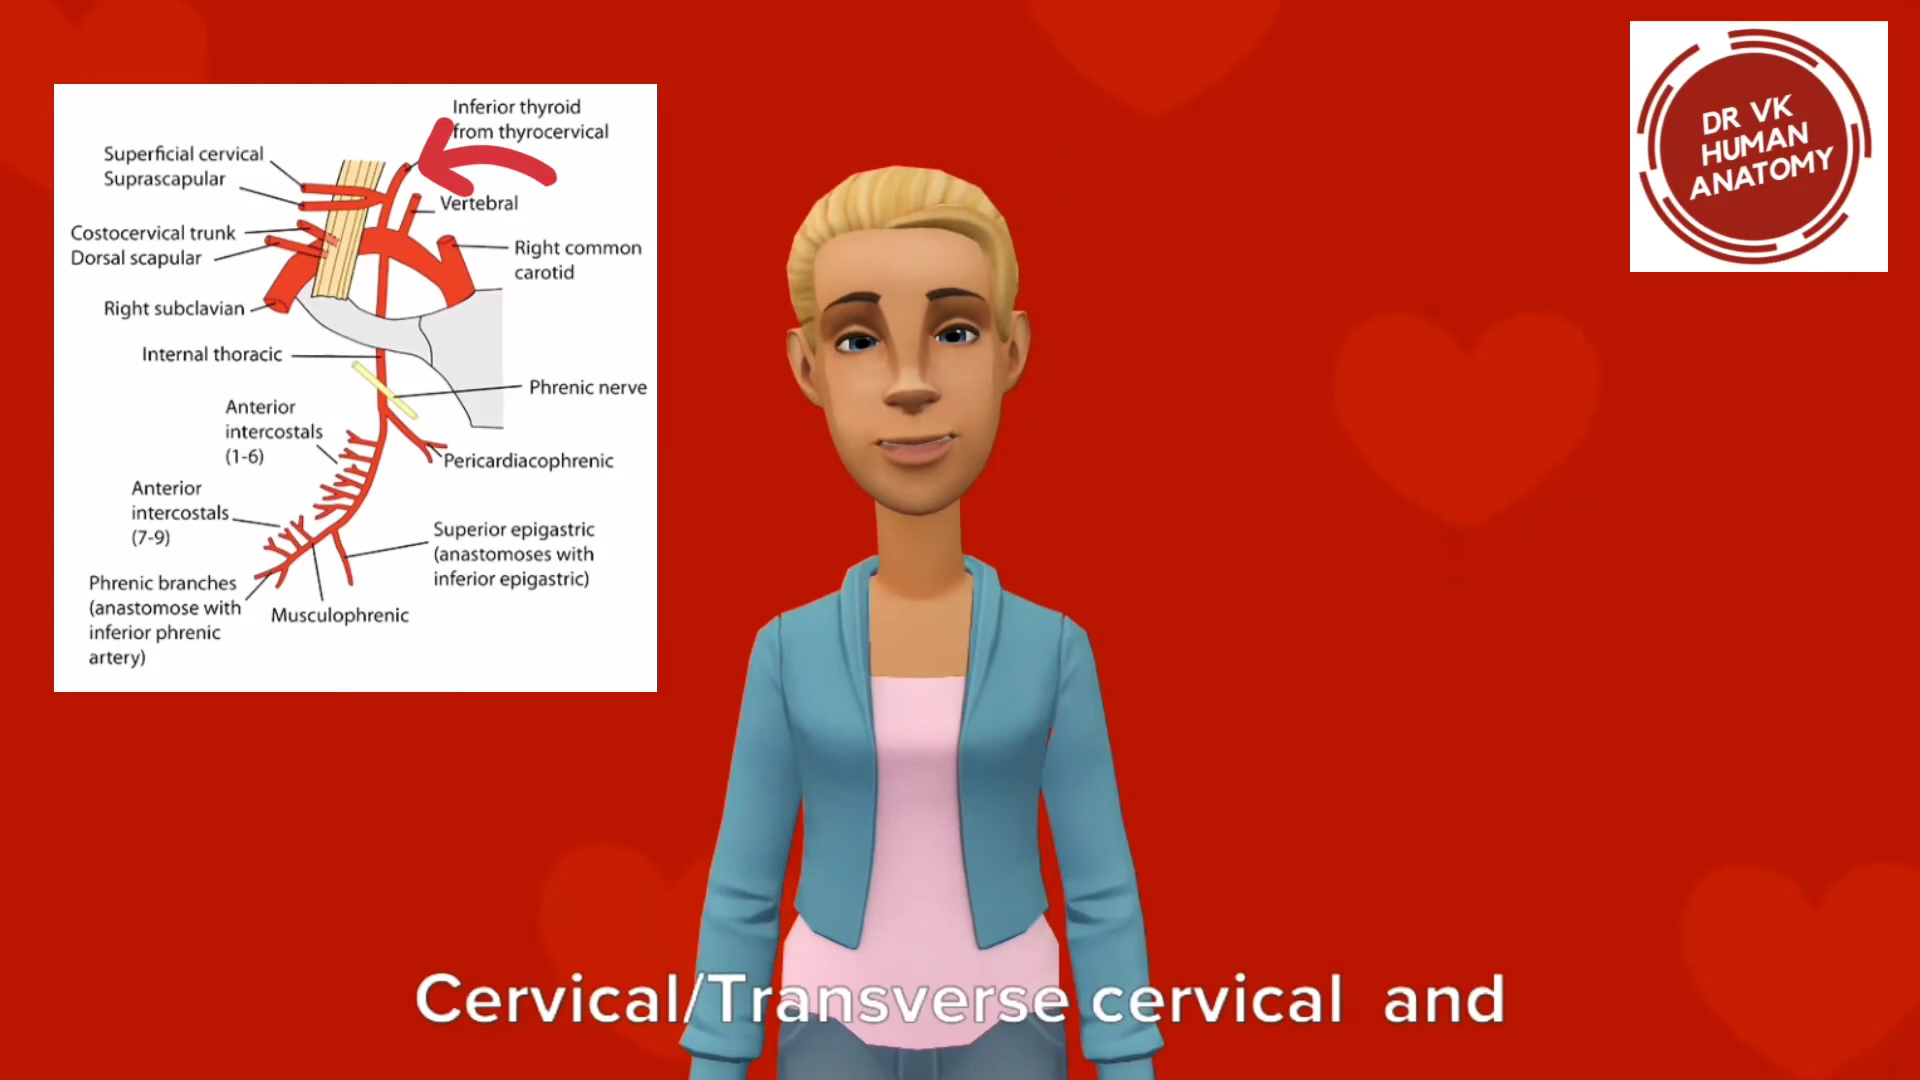 Inferior thyroid
from thyrocervical
Superficial cervical
Suprascapular
Vertebral
Costocervical trunk
Dorsal scapular
Right common
carotid
Right subclavian
Internal thoracic
Phrenic nerve
Anterior
intercostals
(1-6)
Pericardiacophrenic
Anterior
intercostals
(7-9)
Superior epigastric
(anastomoses with
inferior epigastric)
Phrenic branches
(anastomose with
inferior phrenic
artery)
Musculophrenic
DR VK
HUMAN
ANATOMY
Cervical/Transverse cervical and